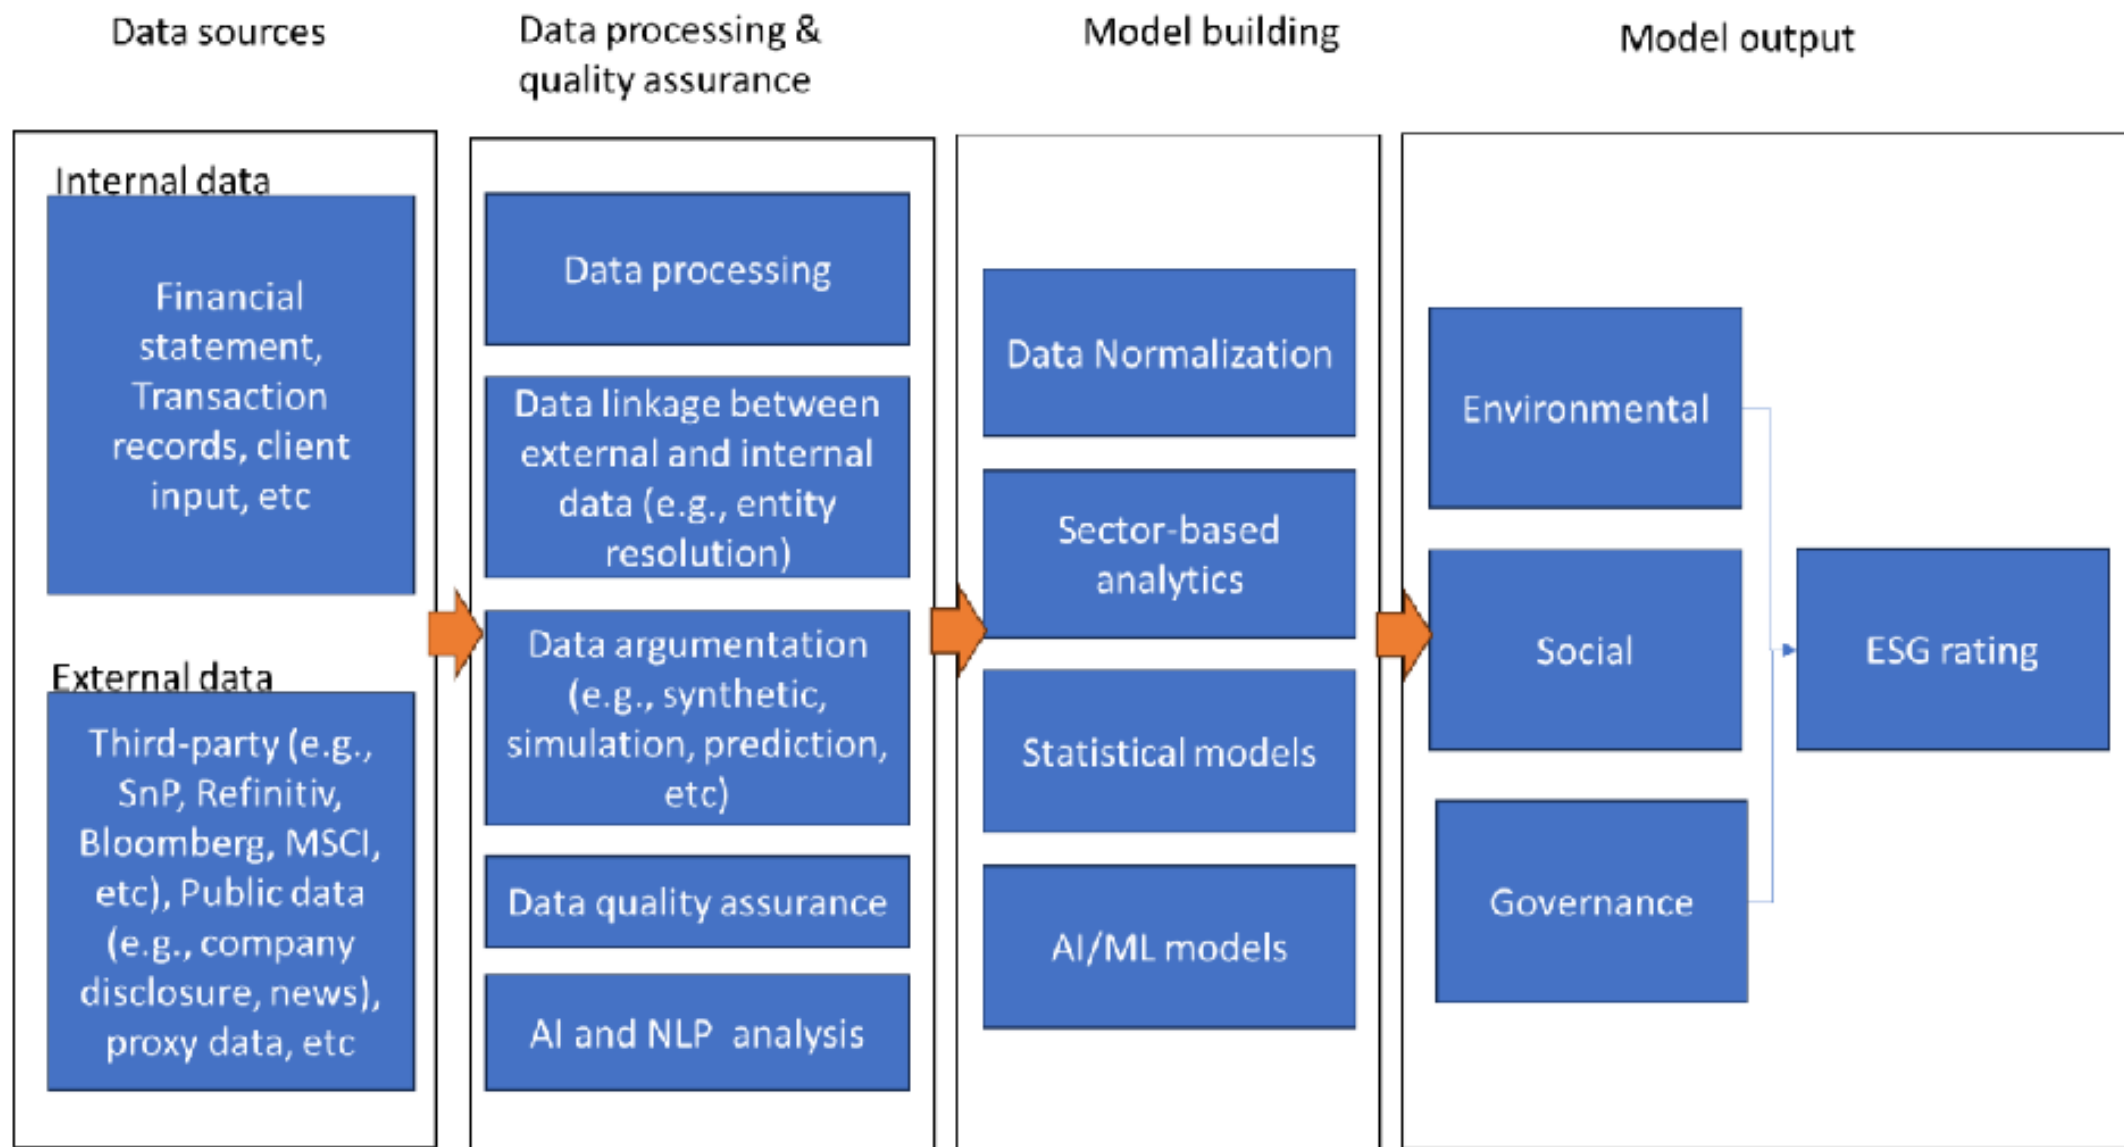 Data sources
Data processing &
quality assurance
Model building
Model output
Internal data
Financial
statement,
Transaction
records, client
input, etc
External data
Third-party (e.g.,
SnP, Refinitiv,
Bloomberg, MSCI,
etc), Public data
(e.g., company
disclosure, news),
proxy data, etc
Data processing
Data linkage between
external and internal
data (e.g., entity
resolution)
Data argumentation
(e.g., synthetic,
simulation, prediction,
etc)
Data quality assurance
AI and NLP analysis
Data Normalization
Sector-based
analytics
Statistical models
AI/ML models
Environmental
Social
Governance
ESG rating